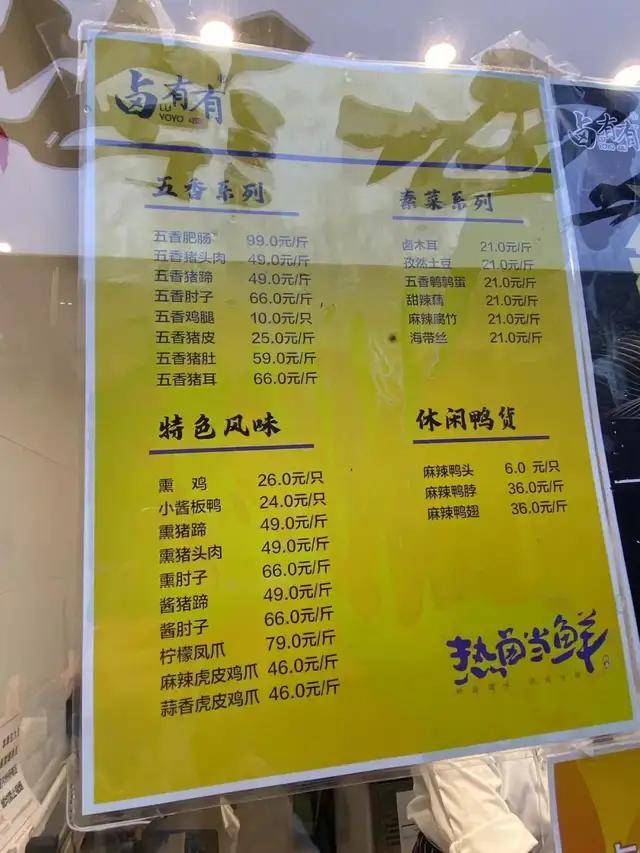 卤有有
LU
YOYO
卤有有
YOYO
五香系列
五香肥肠 99.0元/斤
五香猪头肉 49.0元/斤
五香猪蹄 49.0元/斤
五香肘子 66.0元/斤
五香鸡腿 10.0元/只
五香猪皮 25.0元/斤
五香猪肚 59.0元/斤
五香猪耳 66.0元/斤
素菜系列
卤木耳 21.0元/斤
孜然土豆 21.0元/斤
五香鹌鹑蛋 21.0元/斤
甜辣藕 21.0元/斤
麻辣腐竹 21.0元/斤
海带丝 21.0元/斤
特色风味
熏 鸡 26.0元/只
小酱板鸭 24.0元/只
熏猪蹄 49.0元/斤
熏猪头肉 49.0元/斤
熏肘子 66.0元/斤
酱猪蹄 49.0元/斤
酱肘子 66.0元/斤
柠檬凤爪 79.0元/斤
麻辣虎皮鸡爪 46.0元/斤
蒜香虎皮鸡爪 46.0元/斤
休闲鸭货
麻辣鸭头 6.0 元/只
麻辣鸭脖 36.0元/斤
麻辣鸭翅 36.0元/斤
热卤当鲜